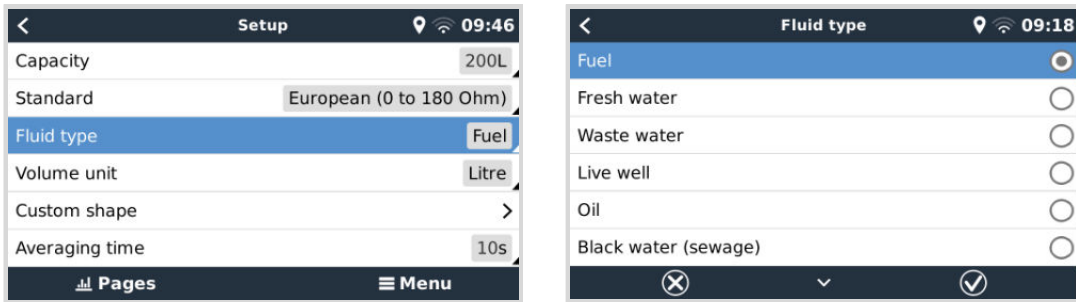 Setup 09:46
Capacity 200L
Standard European (0 to 180 Ohm)
Fluid type Fuel
Volume unit Litre
Custom shape
Averaging time 10s
Pages Menu
Fluid type 09:18
Fuel
Fresh water
Waste water
Live well
Oil
Black water (sewage)